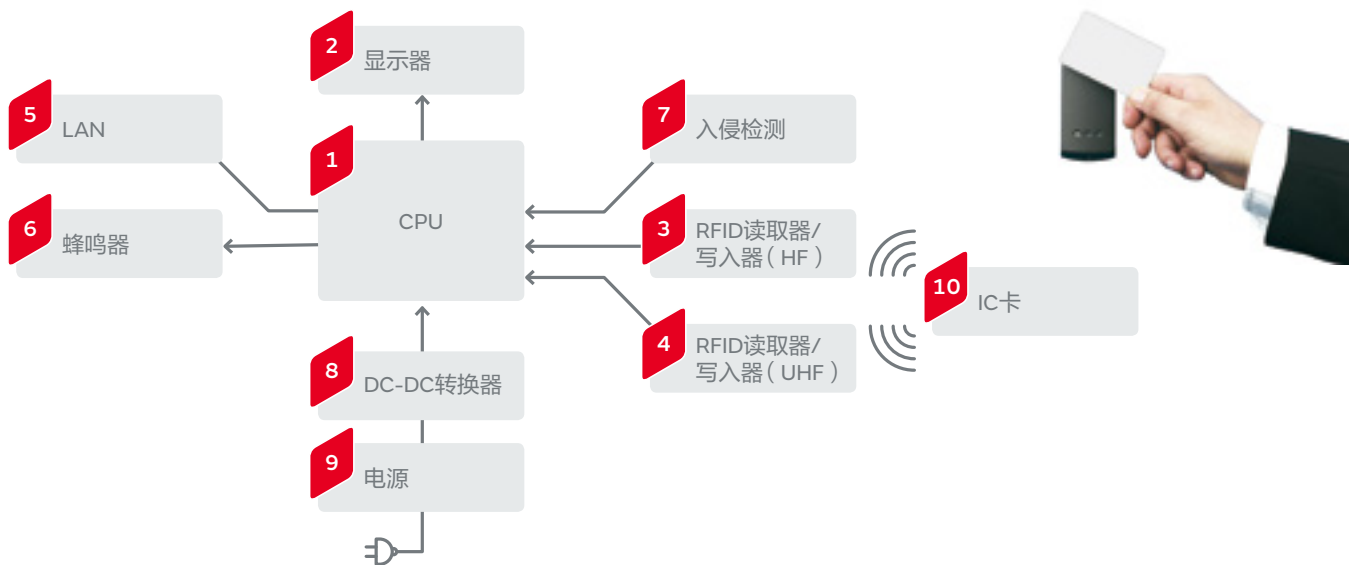 2
显示器
5
LAN
7
入侵检测
1
CPU
6
蜂鸣器
3
RFID读取器/
写入器(HF)
10
IC卡
4
RFID读取器/
写入器(UHF)
8
DC-DC转换器
9
电源